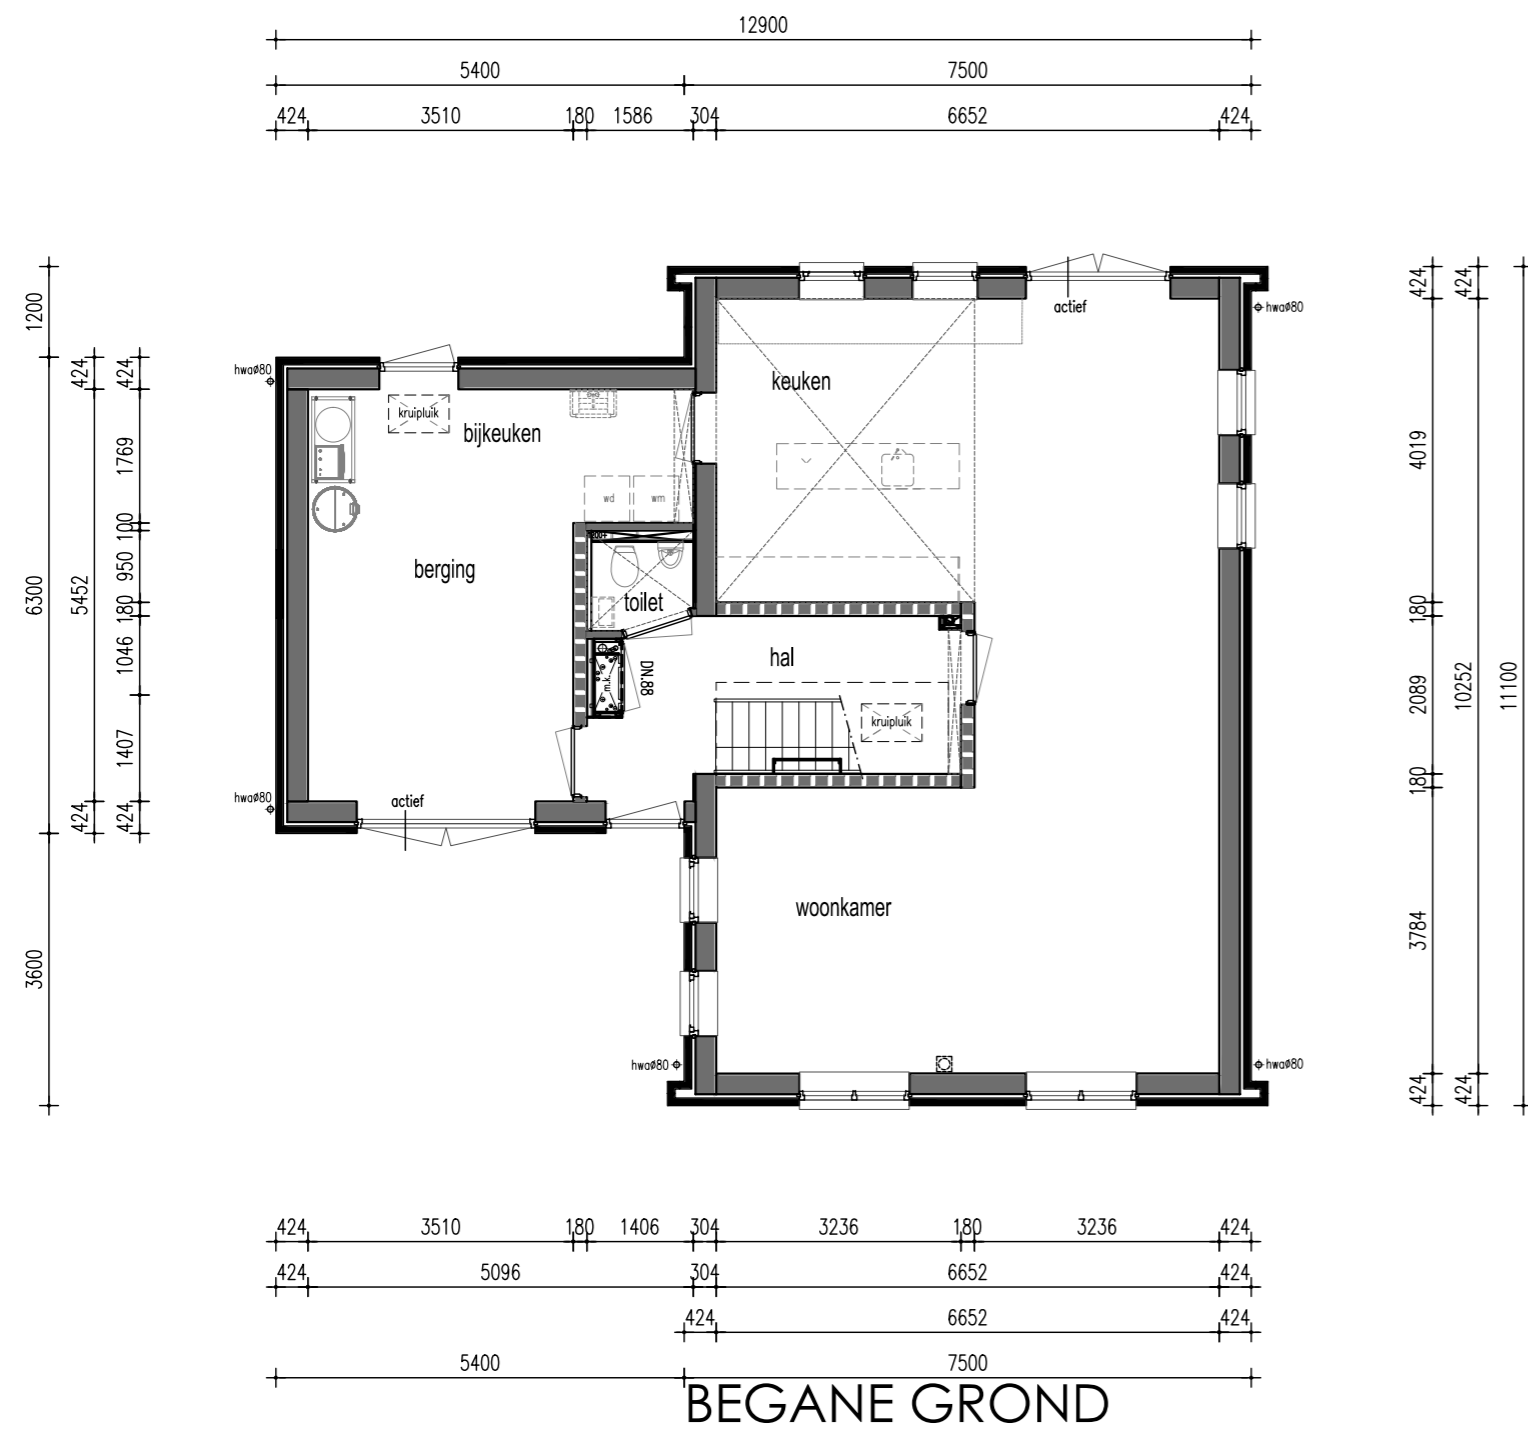 12900
5400 7500
424 3510 180 1586 304 6652 424
1200
6300
3600
424
5452
424
424
1769
100
950
180
1046
1407
424
hwaø80
hwaø80
hwaø80
hwaø80
hwaø80
actief
keuken
kruipluik
bijkeuken
wd wm
berging
toilet
hal
DN.88
m.k.
kruipluik
actief
woonkamer
424
4019
180
2089
180
3784
424
424
10252
424
11100
424 3510 180 1406 304 3236 180 3236 424
424 5096 304 6652 424
424 6652 424
5400 7500
BEGANE GROND